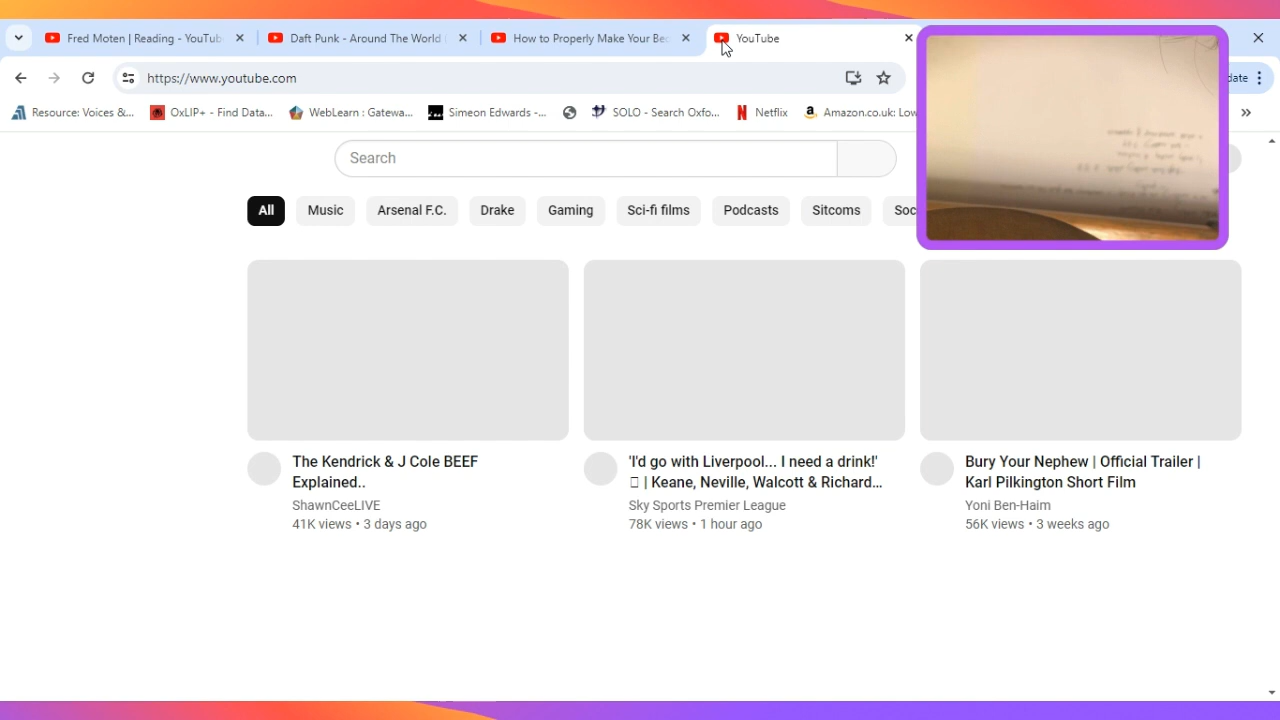 Fred Moten | Reading - YouTub
Daft Punk - Around The World
How to Properly Make Your Be
YouTube
https://www.youtube.com
date
Resource: Voices &...
OxLIP+ - Find Data...
WebLearn : Gatewa...
Simeon Edwards -...
SOLO - Search Oxfo...
Netflix
Amazon.co.uk: Low
»
Search
All
Music
Arsenal F.C.
Drake
Gaming
Sci-fi films
Podcasts
Sitcoms
Soc
The Kendrick & J Cole BEEF
Explained..
ShawnCeeLIVE
41K views • 3 days ago
'I'd go with Liverpool... I need a drink!'
| Keane, Neville, Walcott & Richard...
Sky Sports Premier League
78K views • 1 hour ago
Bury Your Nephew | Official Trailer |
Karl Pilkington Short Film
Yoni Ben-Haim
56K views • 3 weeks ago